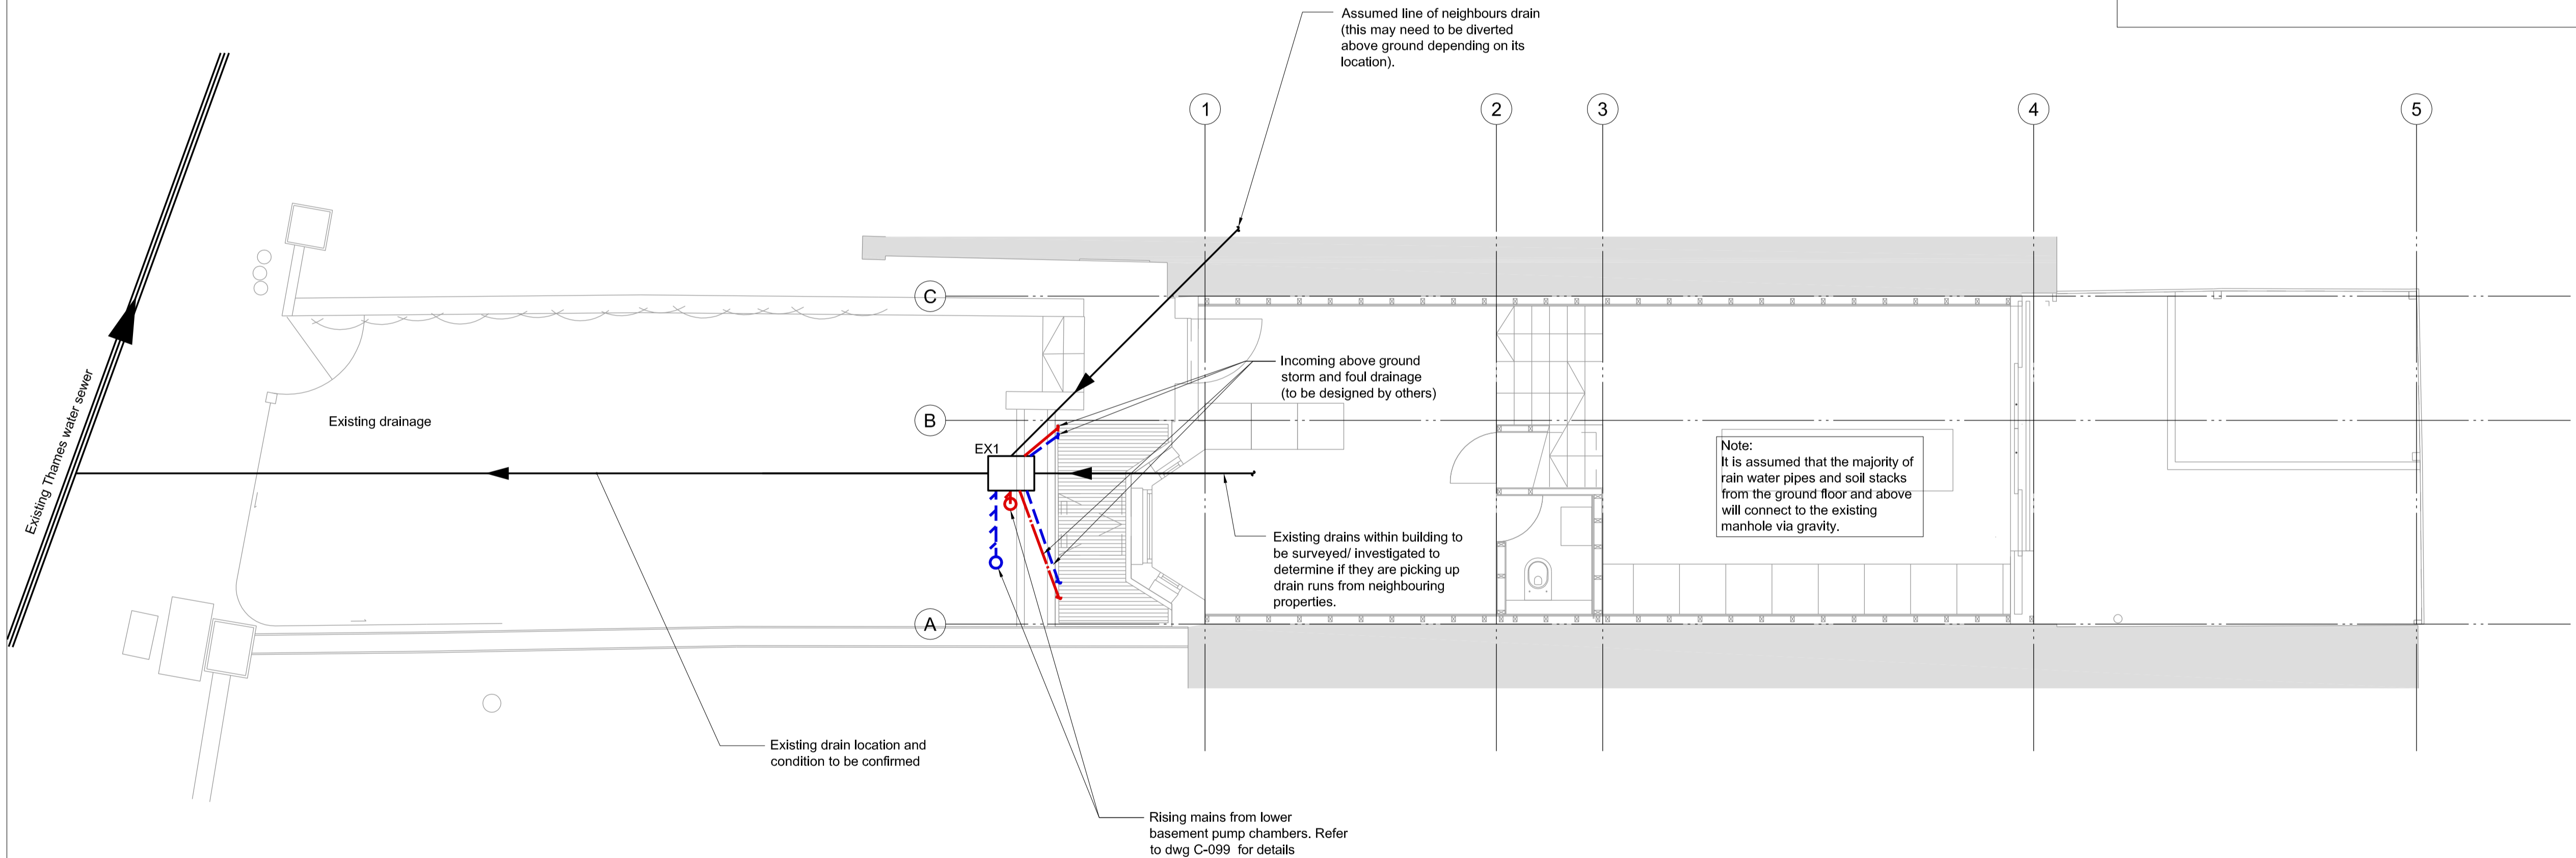 Assumed line of neighbours drain
(this may need to be diverted
above ground depending on its
location).
1
2
3
4
5
C
B
A
Existing Thames water sewer
Existing drainage
EX1
Incoming above ground
storm and foul drainage
(to be designed by others)
Note:
It is assumed that the majority of
rain water pipes and soil stacks
from the ground floor and above
will connect to the existing
manhole via gravity.
Existing drains within building to
be surveyed/ investigated to
determine if they are picking up
drain runs from neighbouring
properties.
Existing drain location and
condition to be confirmed
Rising mains from lower
basement pump chambers. Refer
to dwg C-099 for details